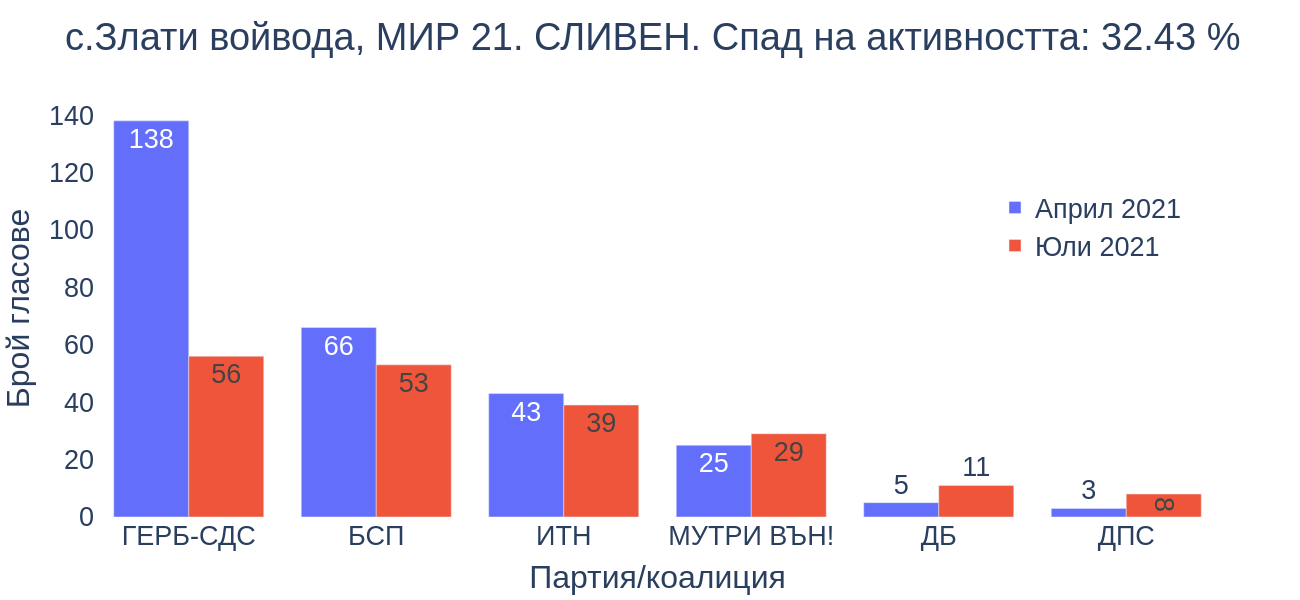 с.Злати войвода, МИР 21. СЛИВЕН. Спад на активността: 32.43 %
Брой гласове
140
120
100
80
60
40
20
0
138
56
66
53
43
39
25
29
5
11
3
8
Април 2021
Юли 2021
ГЕРБ-СДС
БСП
ИТН
МУТРИ ВЪН!
ДБ
ДПС
Партия/коалиция